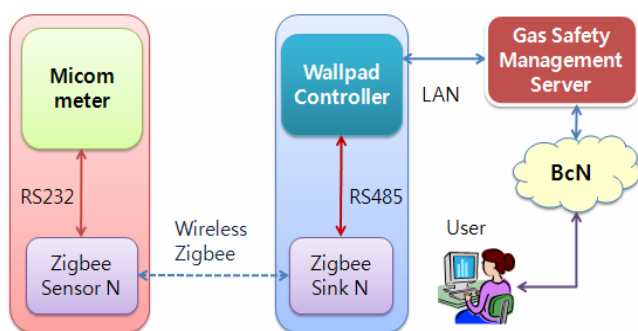 Micom
meter
RS232
Zigbee
Sensor N
Wireless
Zigbee
Wallpad
Controller
RS485
Zigbee
Sink N
LAN
Gas Safety
Management
Server
BcN
User